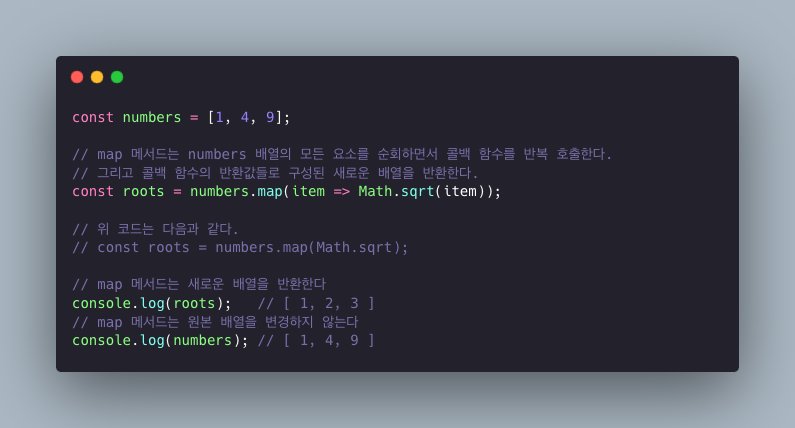 const numbers = [1, 4, 9];
// map 메서드는 numbers 배열의 모든 요소를 순회하면서 콜백 함수를 반복 호출한다.
// 그리고 콜백 함수의 반환값들로 구성된 새로운 배열을 반환한다.
const roots = numbers.map(item => Math.sqrt(item));
// 위 코드는 다음과 같다.
// const roots = numbers.map(Math.sqrt);
// map 메서드는 새로운 배열을 반환한다
console.log(roots);   // [ 1, 2, 3 ]
// map 메서드는 원본 배열을 변경하지 않는다
console.log(numbers); // [ 1, 4, 9 ]